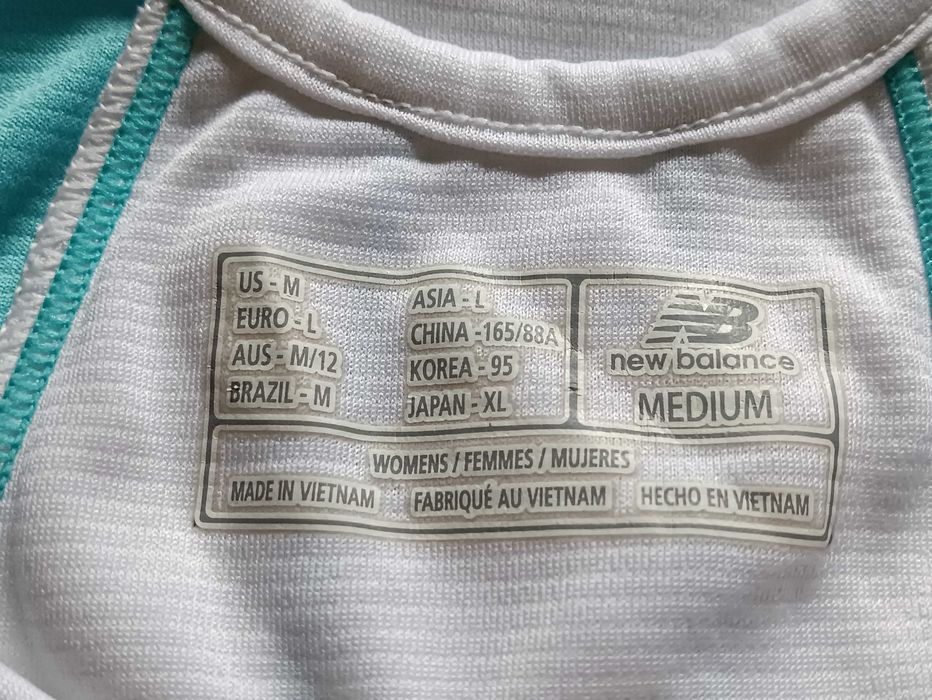 US - M
EURO - L
AUS - M/12
BRAZIL - M
ASIA - L
CHINA -165/88A
KOREA - 95
JAPAN - XL
NB
new balance
MEDIUM
WOMENS / FEMMES / MUJERES
MADE IN VIETNAM
FABRIQUÉ AU VIETNAM
HECHO EN VIETNAM